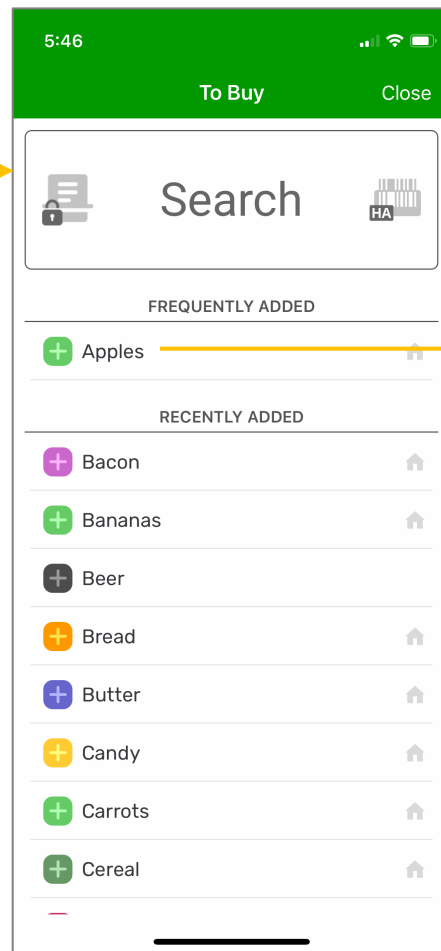 5:46
To Buy
Close
Search
HA
FREQUENTLY ADDED
Apples
RECENTLY ADDED
Bacon
Bananas
Beer
Bread
Butter
Candy
Carrots
Cereal